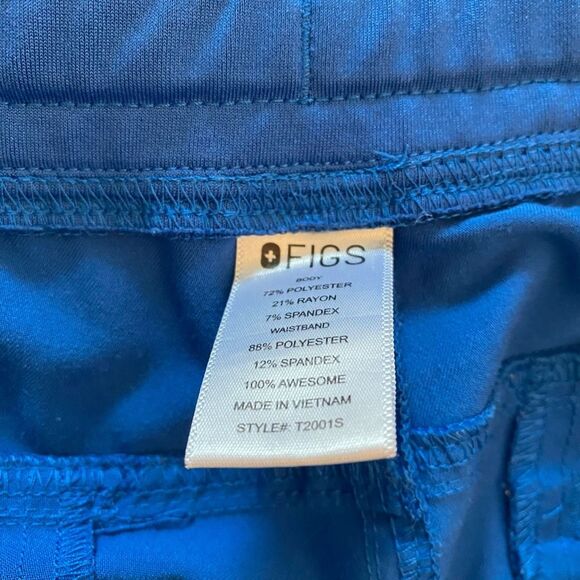 FIGS
BODY
72% POLYESTER
21% RAYON
7% SPANDEX
WAISTBAND
88% POLYESTER
12% SPANDEX
100% AWESOME
MADE IN VIETNAM
STYLE#: T2001S